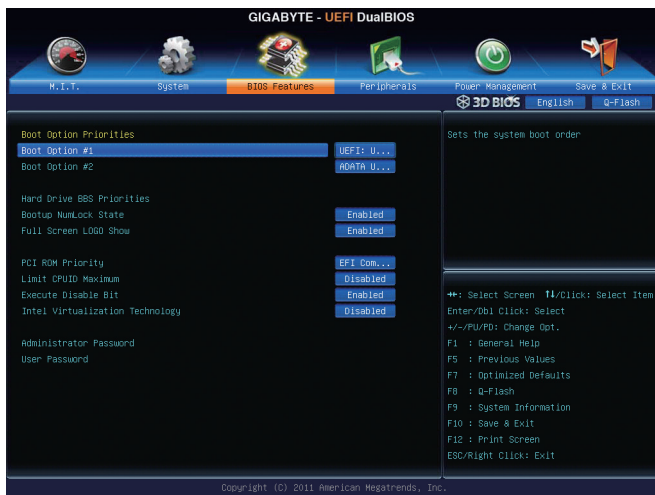 GIGABYTE - UEFI DualBIOS
M.I.T. System BIOS Features Peripherals Power Management Save & Exit
3D BIOS English Q-Flash
Boot Option Priorities
Boot Option #1 UEFI: U...
Boot Option #2 ADATA U...
Hard Drive BBS Priorities
Bootup NumLock State Enabled
Full Screen LOGO Show Enabled
PCI ROM Priority EFI Com...
Limit CPUID Maximum Disabled
Execute Disable Bit Enabled
Intel Virtualization Technology Disabled
Administrator Password
User Password
Sets the system boot order
→←: Select Screen ↑↓/Click: Select Item
Enter/Dbl Click: Select
+/-/PU/PD: Change Opt.
F1 : General Help
F5 : Previous Values
F7 : Optimized Defaults
F8 : Q-Flash
F9 : System Information
F10 : Save & Exit
F12 : Print Screen
ESC/Right Click: Exit
Copyright (C) 2011 American Megatrends, Inc.